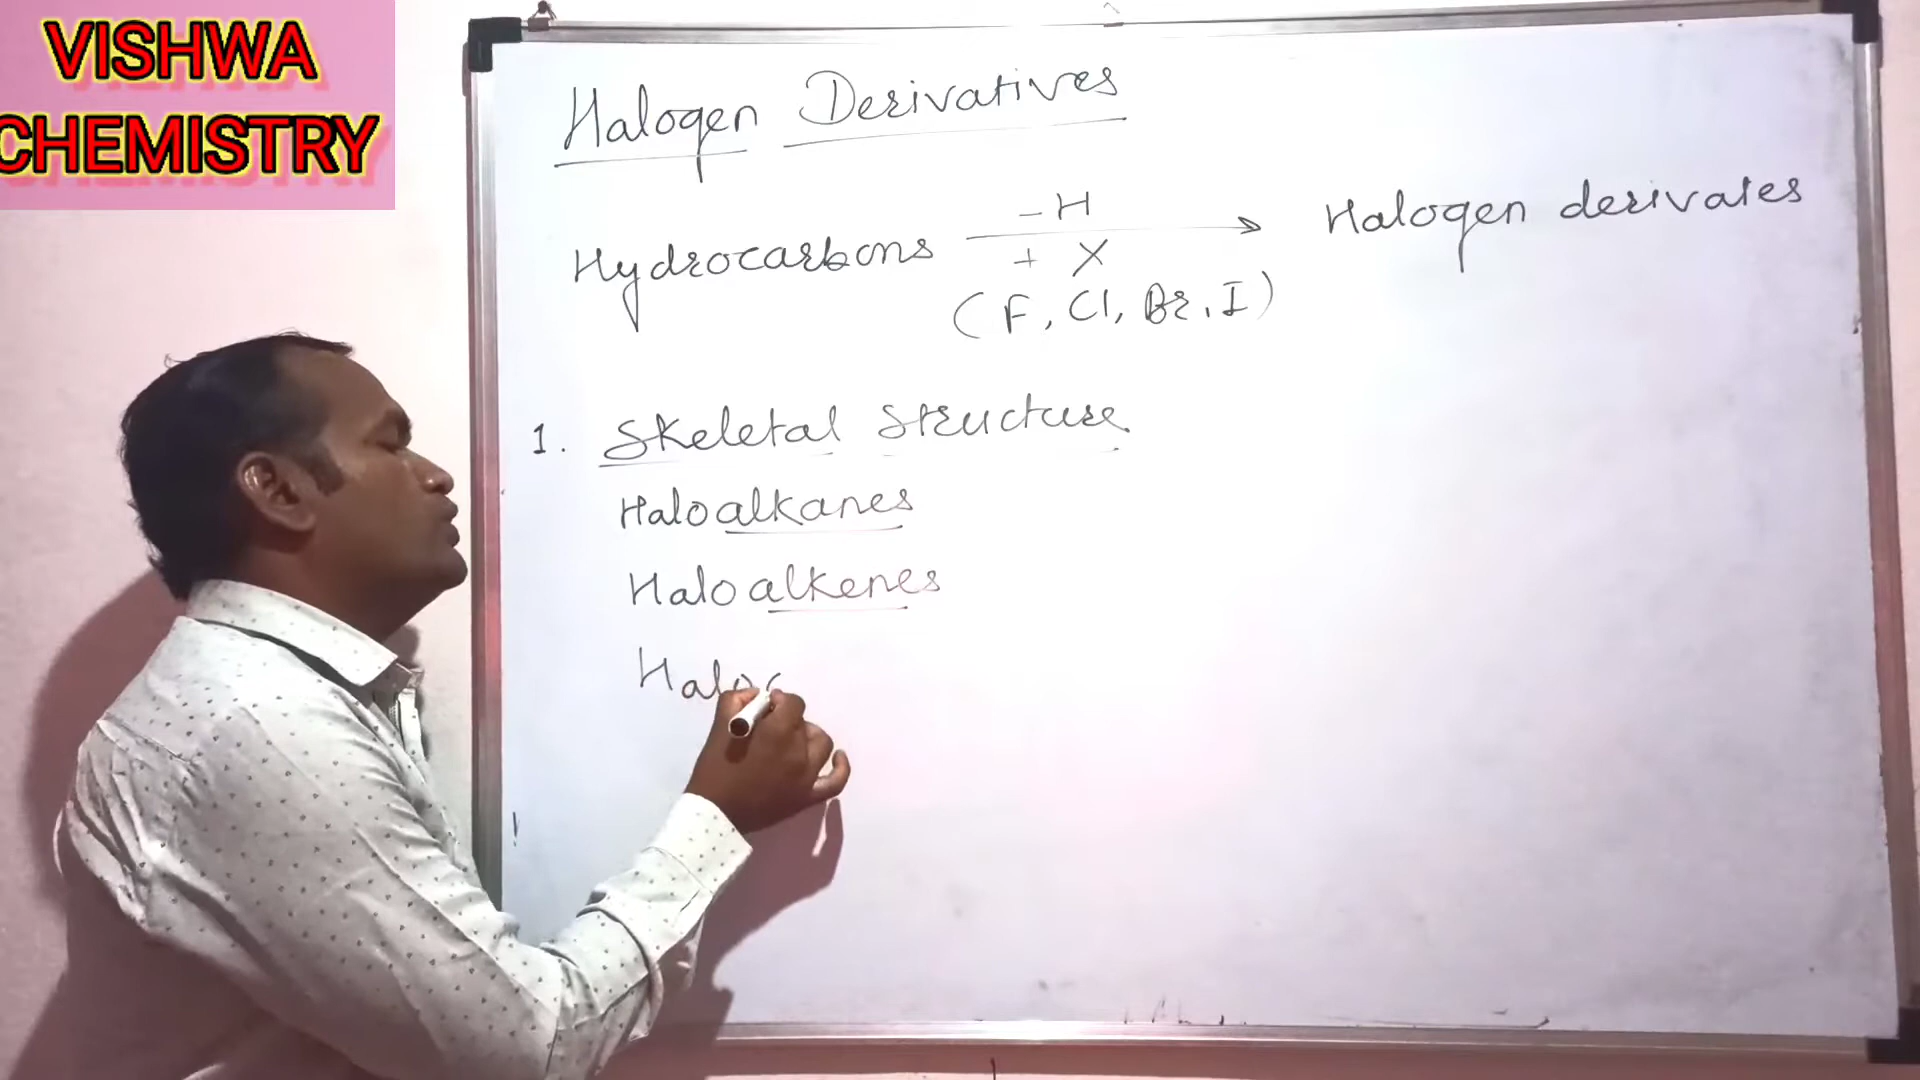 VISHWA
CHEMISTRY
Halogen Derivatives
- H
Hydrocarbons → Halogen derivates
+ X
(F, Cl, Br, I)
1. Skeletal Structure
Haloalkanes
Haloalkenes